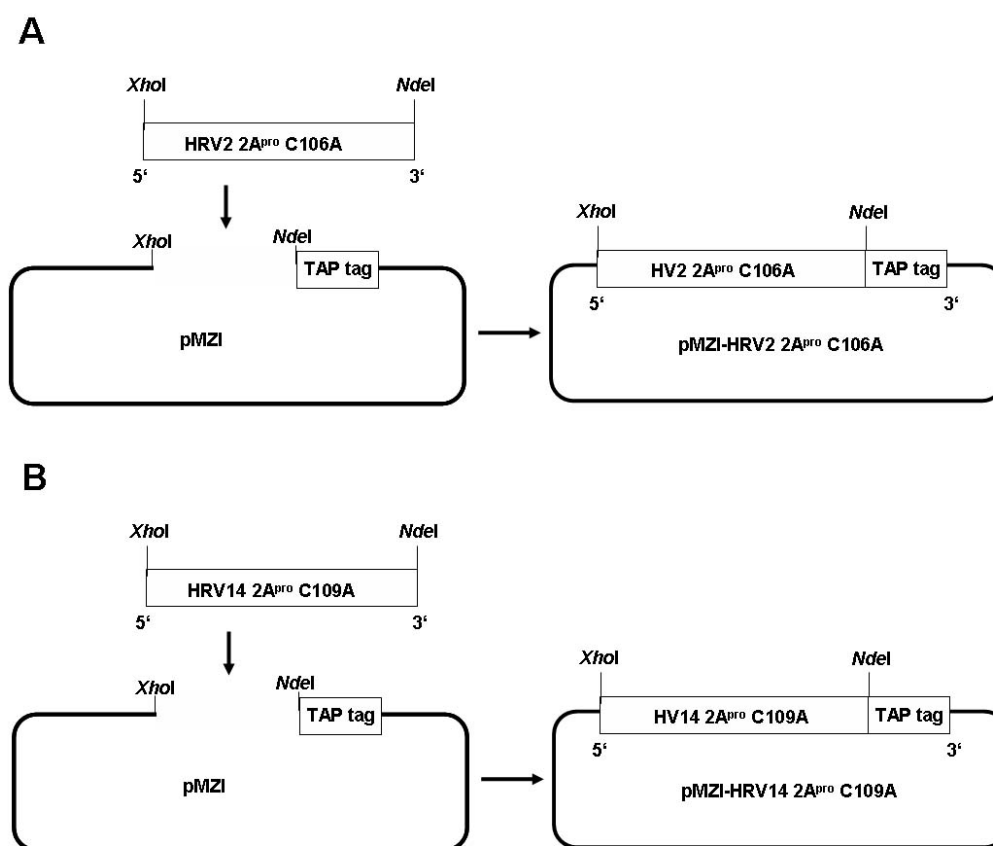 A
XhoI NdeI
HRV2 2Apro C106A
5‘ 3‘
XhoI NdeI
TAP tag
pMZI
XhoI NdeI
HV2 2Apro C106A TAP tag
5‘ 3‘
pMZI-HRV2 2Apro C106A
B
XhoI NdeI
HRV14 2Apro C109A
5‘ 3‘
XhoI NdeI
TAP tag
pMZI
XhoI NdeI
HV14 2Apro C109A TAP tag
5‘ 3‘
pMZI-HRV14 2Apro C109A